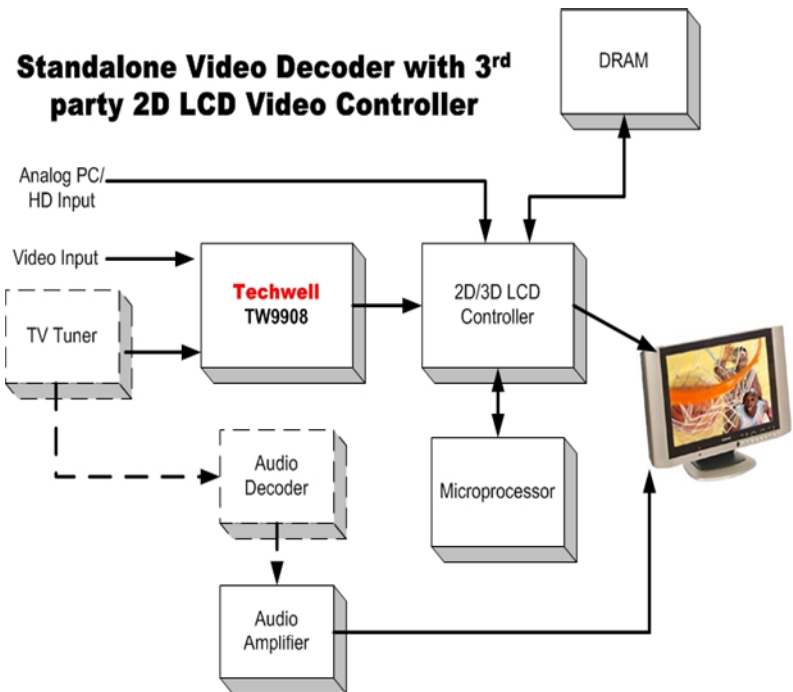 Standalone Video Decoder with 3rd
party 2D LCD Video Controller
DRAM
Analog PC/
HD Input
Video Input
Techwell
TW9908
2D/3D LCD
Controller
TV Tuner
Audio
Decoder
Microprocessor
Audio
Amplifier